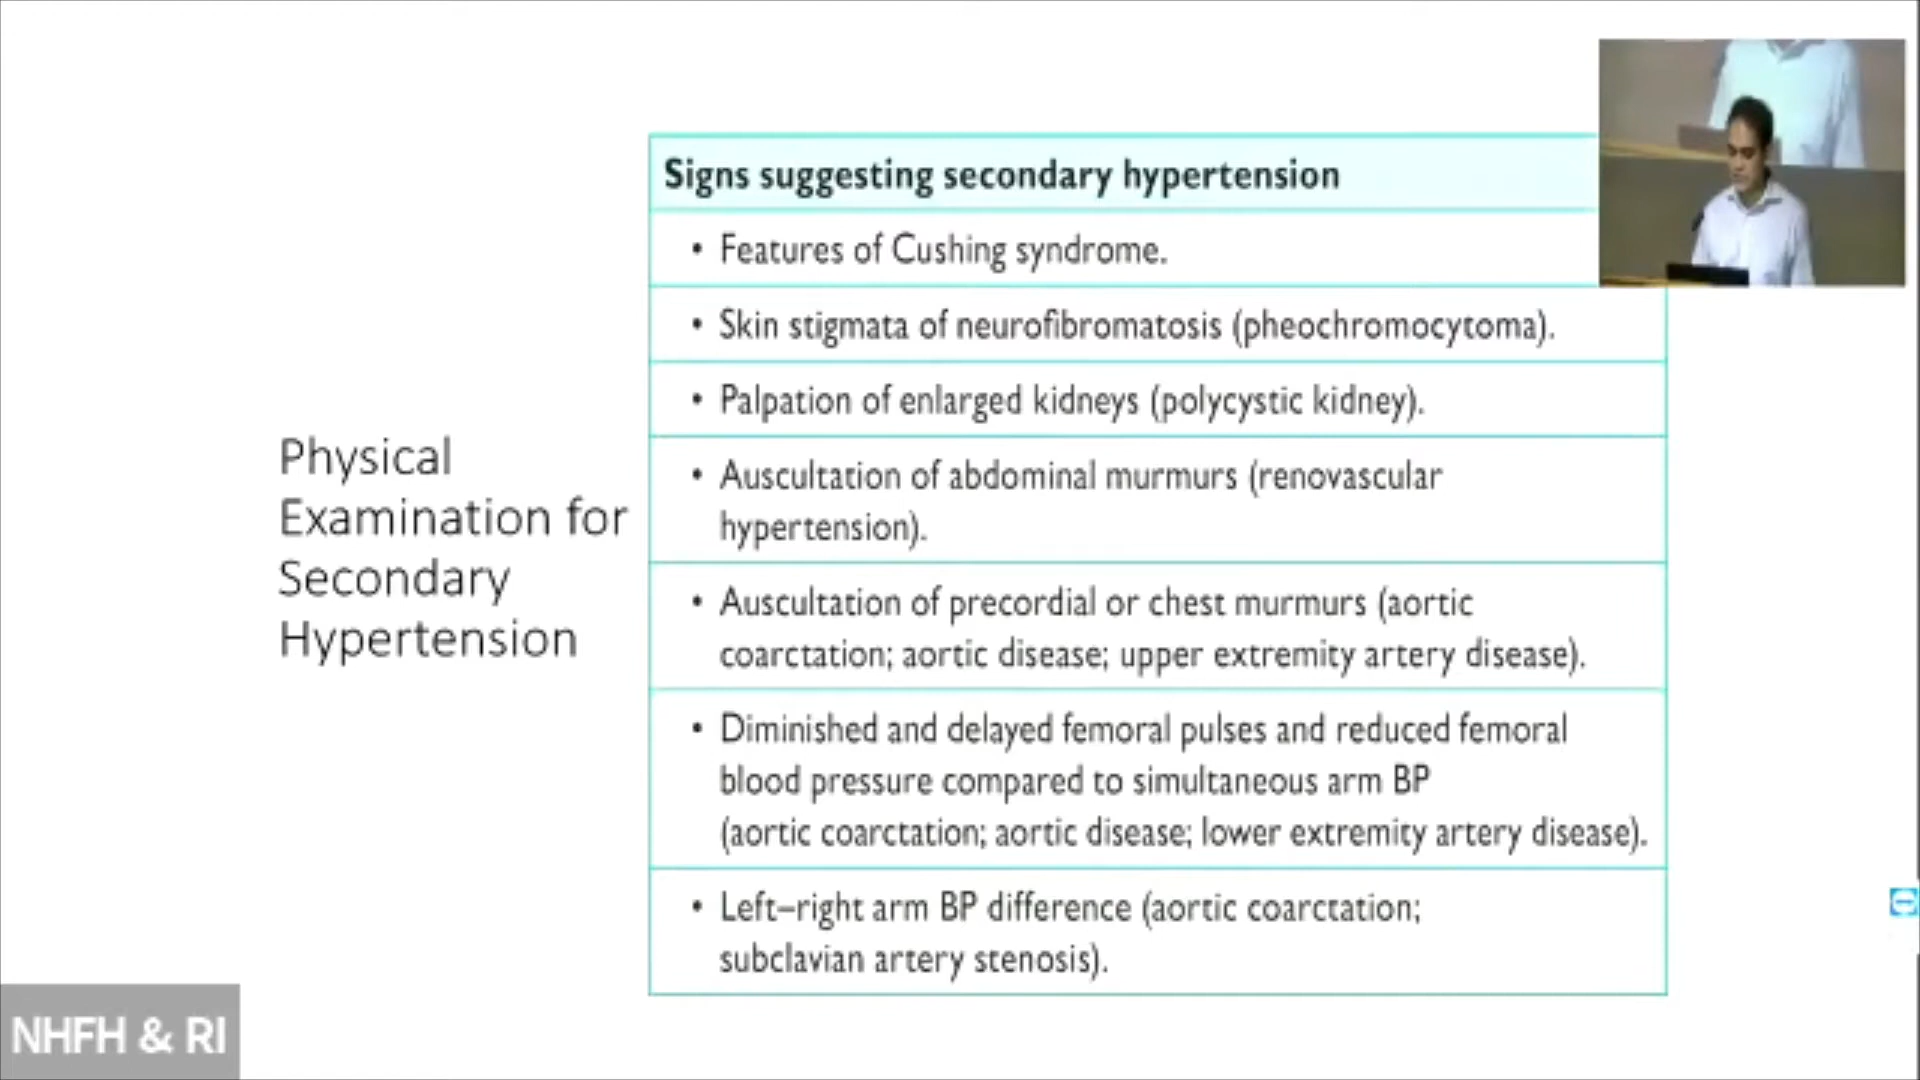 Physical
Examination for
Secondary
Hypertension
Signs suggesting secondary hypertension
• Features of Cushing syndrome.
• Skin stigmata of neurofibromatosis (pheochromocytoma).
• Palpation of enlarged kidneys (polycystic kidney).
• Auscultation of abdominal murmurs (renovascular
hypertension).
• Auscultation of precordial or chest murmurs (aortic
coarctation; aortic disease; upper extremity artery disease).
• Diminished and delayed femoral pulses and reduced femoral
blood pressure compared to simultaneous arm BP
(aortic coarctation; aortic disease; lower extremity artery disease).
• Left–right arm BP difference (aortic coarctation;
subclavian artery stenosis).
NHFH & RI